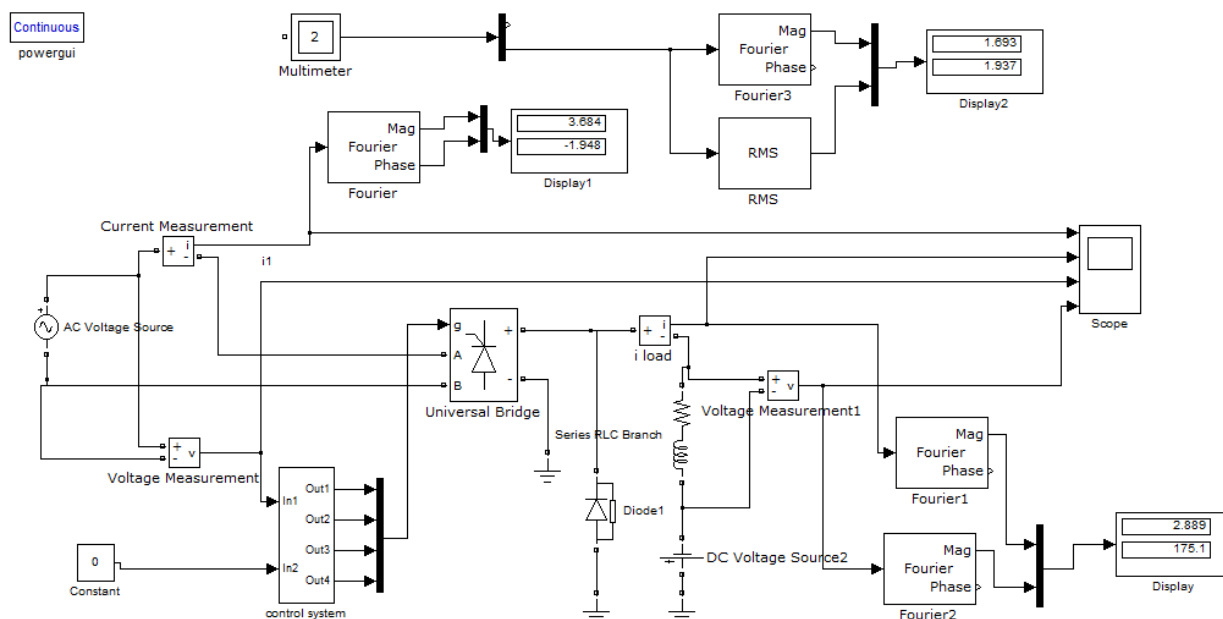 Continuous
powergui
2
Multimeter
Mag
Fourier
Phase
Fourier3
1.693
1.937
Display2
RMS
RMS
Mag
Fourier
Phase
Fourier
3.684
-1.948
Display1
Current Measurement
+ i
-
i1
Scope
+
AC Voltage Source
g +
A
B -
Universal Bridge
+ i
-
i load
+
- v
Voltage Measurement1
Series RLC Branch
+
- v
Voltage Measurement
In1
In2
Out1
Out2
Out3
Out4
control system
0
Constant
Diode1
+
DC Voltage Source2
Mag
Fourier
Phase
Fourier1
Mag
Fourier
Phase
Fourier2
2.889
175.1
Display